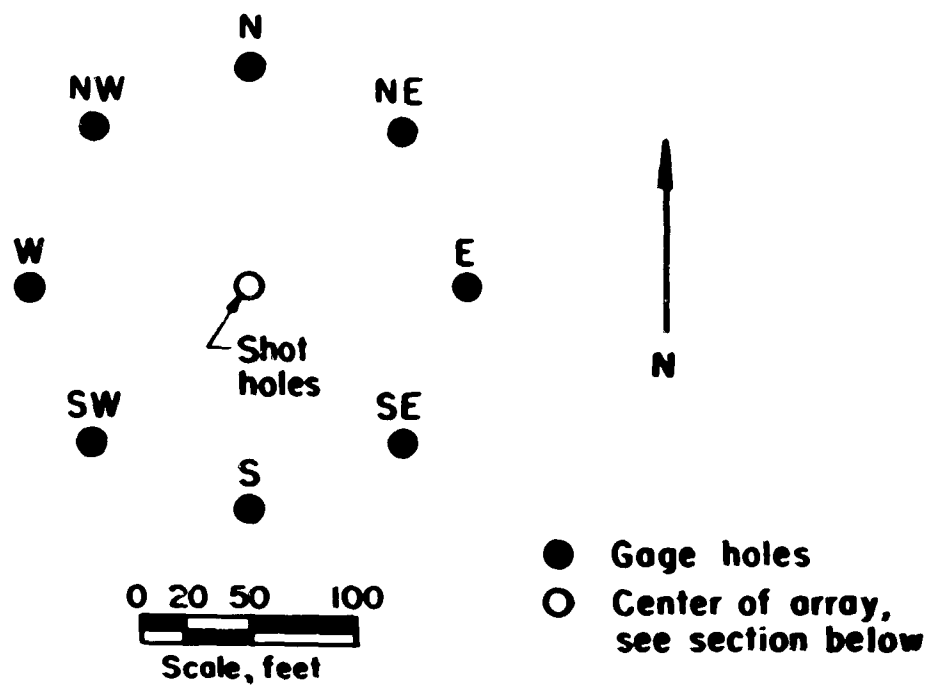 N
NW
NE
W
E
Shot
holes
N
SW
SE
S
Gage holes
0 20 50 100
Center of array,
see section below
Scale, feet